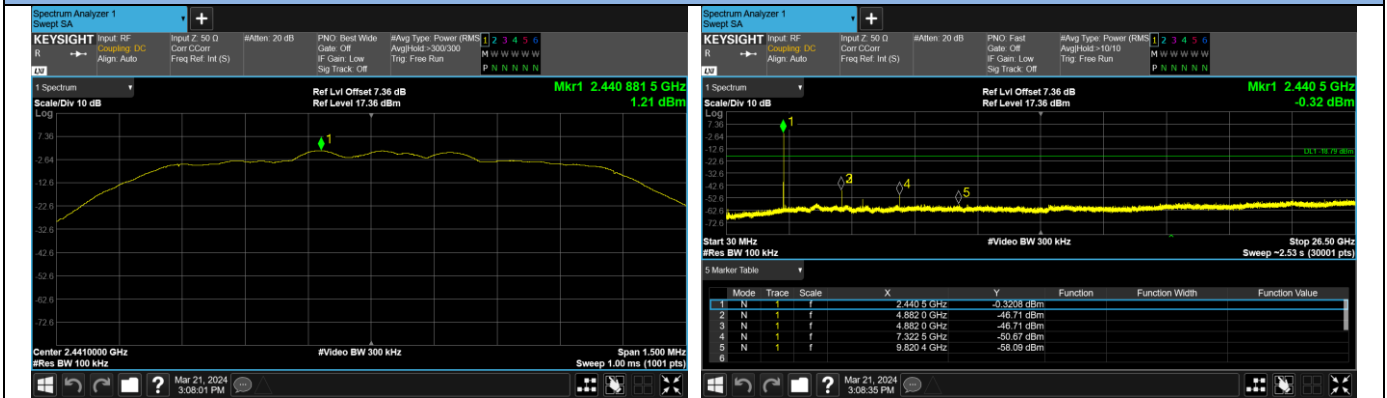 Spectrum Analyzer 1
Swept SA
KEYSIGHT Input: RF Input Z: 50 Ω #Atten: 20 dB PNO: Best Wide #Avg Type: Power (RMS 1 2 3 4 5 6
R Coupling: DC Corr CCorr Gate: Off Avg|Hold:>300/300 M W W W W W
Align: Auto Freq Ref: Int (S) IF Gain: Low Trig: Free Run
LXI Sig Track: Off P N N N N N
1 Spectrum Ref Lvl Offset 7.36 dB Mkr1 2.440 881 5 GHz
Scale/Div 10 dB Ref Level 17.36 dBm 1.21 dBm
Log
7.36
1
-2.64
-12.6
-22.6
-32.6
-42.6
-52.6
-62.6
-72.6
Center 2.4410000 GHz #Video BW 300 kHz Span 1.500 MHz
#Res BW 100 kHz Sweep 1.00 ms (1001 pts)
Mar 21, 2024
3:08:01 PM
Spectrum Analyzer 1
Swept SA
KEYSIGHT Input: RF Input Z: 50 Ω #Atten: 20 dB PNO: Fast #Avg Type: Power (RMS 1 2 3 4 5 6
R Coupling: DC Corr CCorr Gate: Off Avg|Hold:>10/10 M W W W W W
Align: Auto Freq Ref: Int (S) IF Gain: Low Trig: Free Run
LXI Sig Track: Off P N N N N N
1 Spectrum Ref Lvl Offset 7.36 dB Mkr1 2.440 5 GHz
Scale/Div 10 dB Ref Level 17.36 dBm -0.32 dBm
Log
7.36
1
-2.64
-12.6
DL1 -18.79 dBm
-22.6
-32.6
-42.6
4
5
-52.6
-62.6
-72.6
Start 30 MHz #Video BW 300 kHz Stop 26.50 GHz
#Res BW 100 kHz Sweep ~2.53 s (30001 pts)
5 Marker Table
Mode Trace Scale X Y Function Function Width Function Value
1 N 1 f 2.440 5 GHz -0.3208 dBm
2 N 1 f 4.882 0 GHz -46.71 dBm
3 N 1 f 4.882 0 GHz -46.71 dBm
4 N 1 f 7.322 5 GHz -50.67 dBm
5 N 1 f 9.820 4 GHz -58.09 dBm
6
Mar 21, 2024
3:08:35 PM